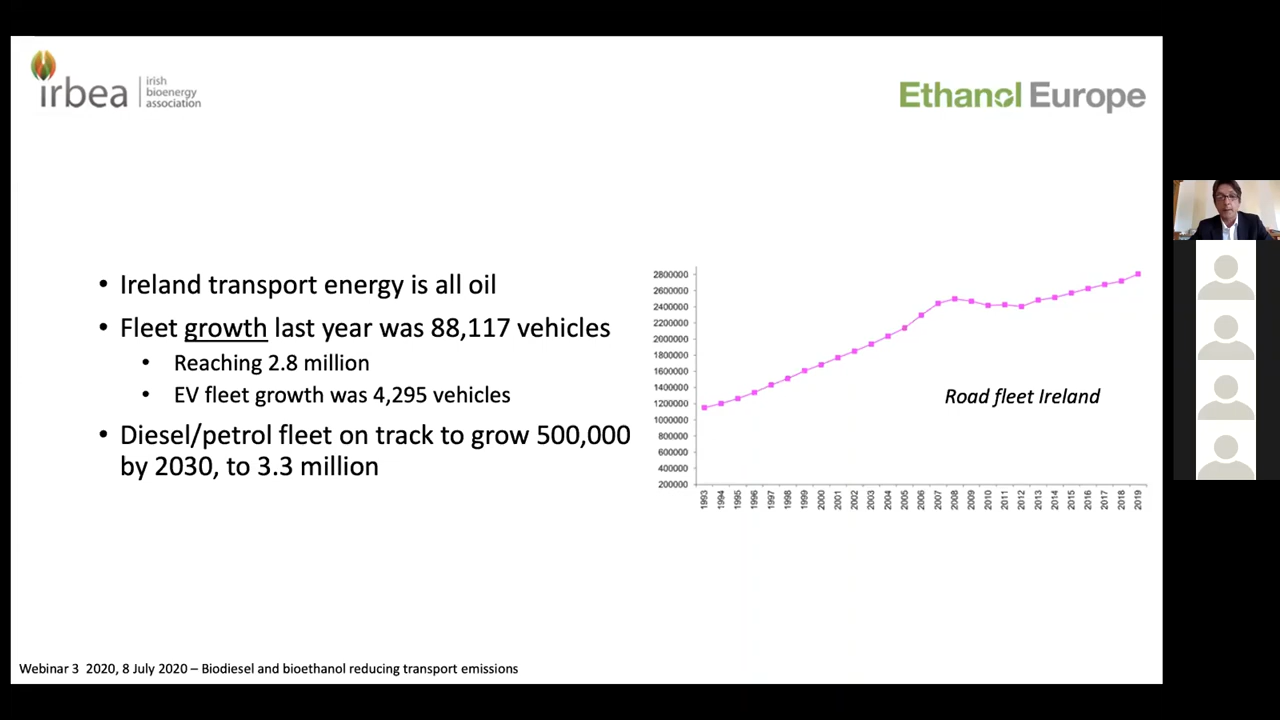 irbea
irish
bioenergy
association
Ethanol Europe
• Ireland transport energy is all oil
• Fleet growth last year was 88,117 vehicles
• Reaching 2.8 million
• EV fleet growth was 4,295 vehicles
• Diesel/petrol fleet on track to grow 500,000
by 2030, to 3.3 million
2800000
2600000
2400000
2200000
2000000
1800000
1600000
1400000
1200000
1000000
800000
600000
400000
200000
Road fleet Ireland
1993 1994 1995 1996 1997 1998 1999 2000 2001 2002 2003 2004 2005 2006 2007 2008 2009 2010 2011 2012 2013 2014 2015 2016 2017 2018 2019
Webinar 3 2020, 8 July 2020 – Biodiesel and bioethanol reducing transport emissions